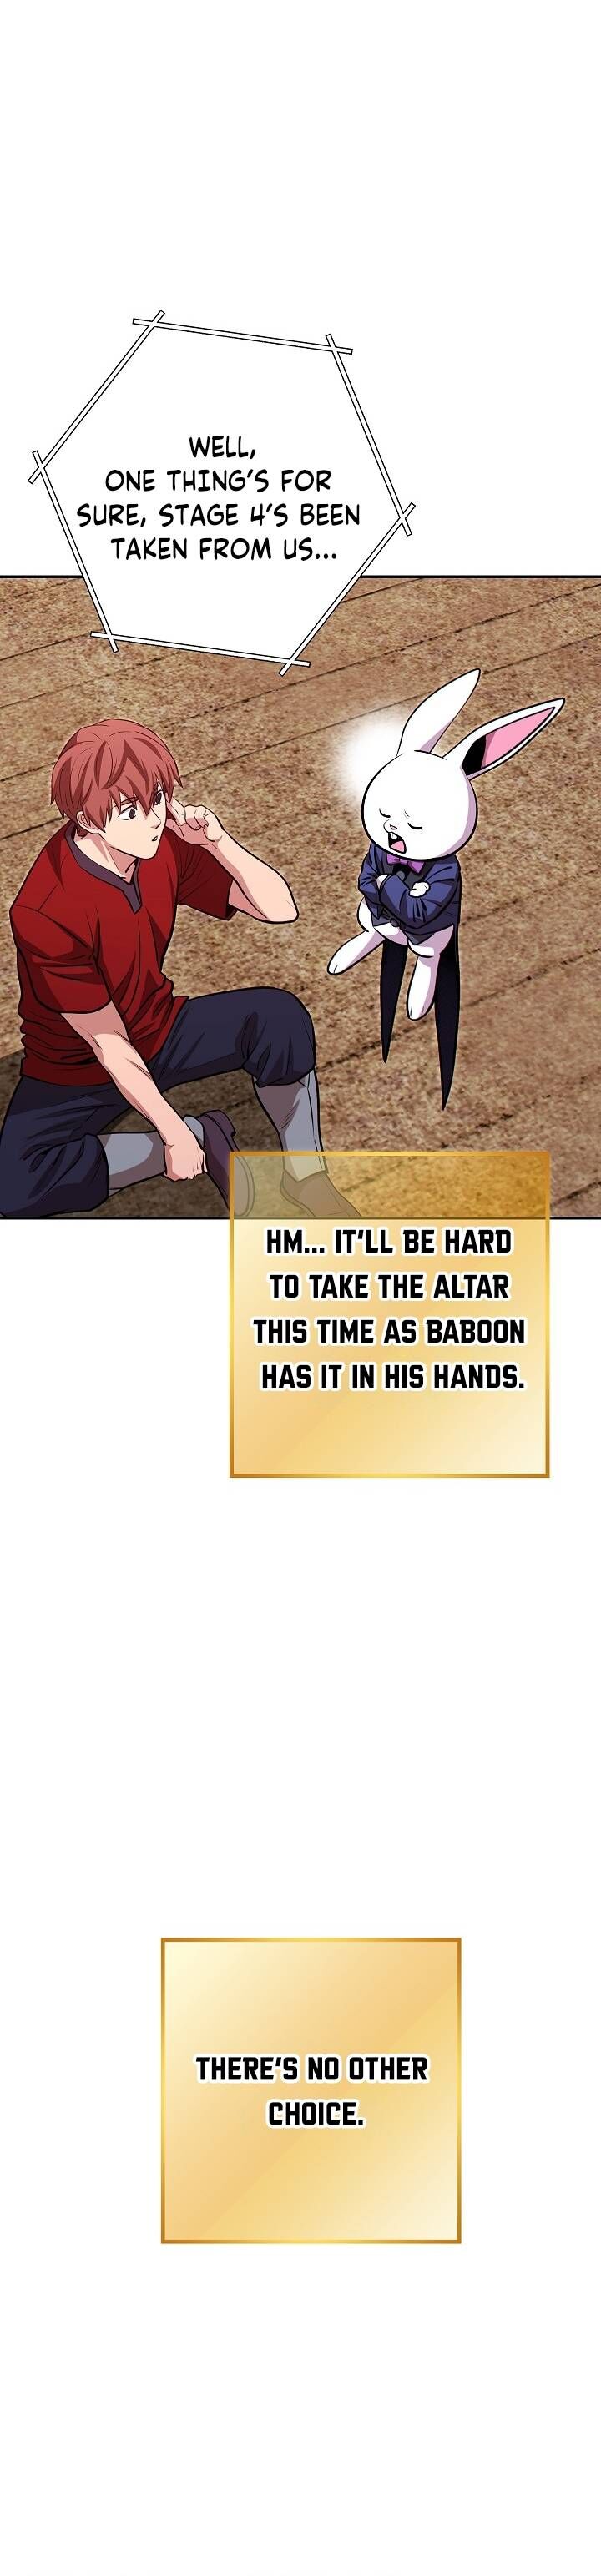 WELL,
ONE THING'S FOR
SURE, STAGE 4'S BEEN
TAKEN FROM US...
HM... IT'LL BE HARD
TO TAKE THE ALTAR
THIS TIME AS BABOON
HAS IT IN HIS HANDS.
THERE'S NO OTHER
CHOICE.